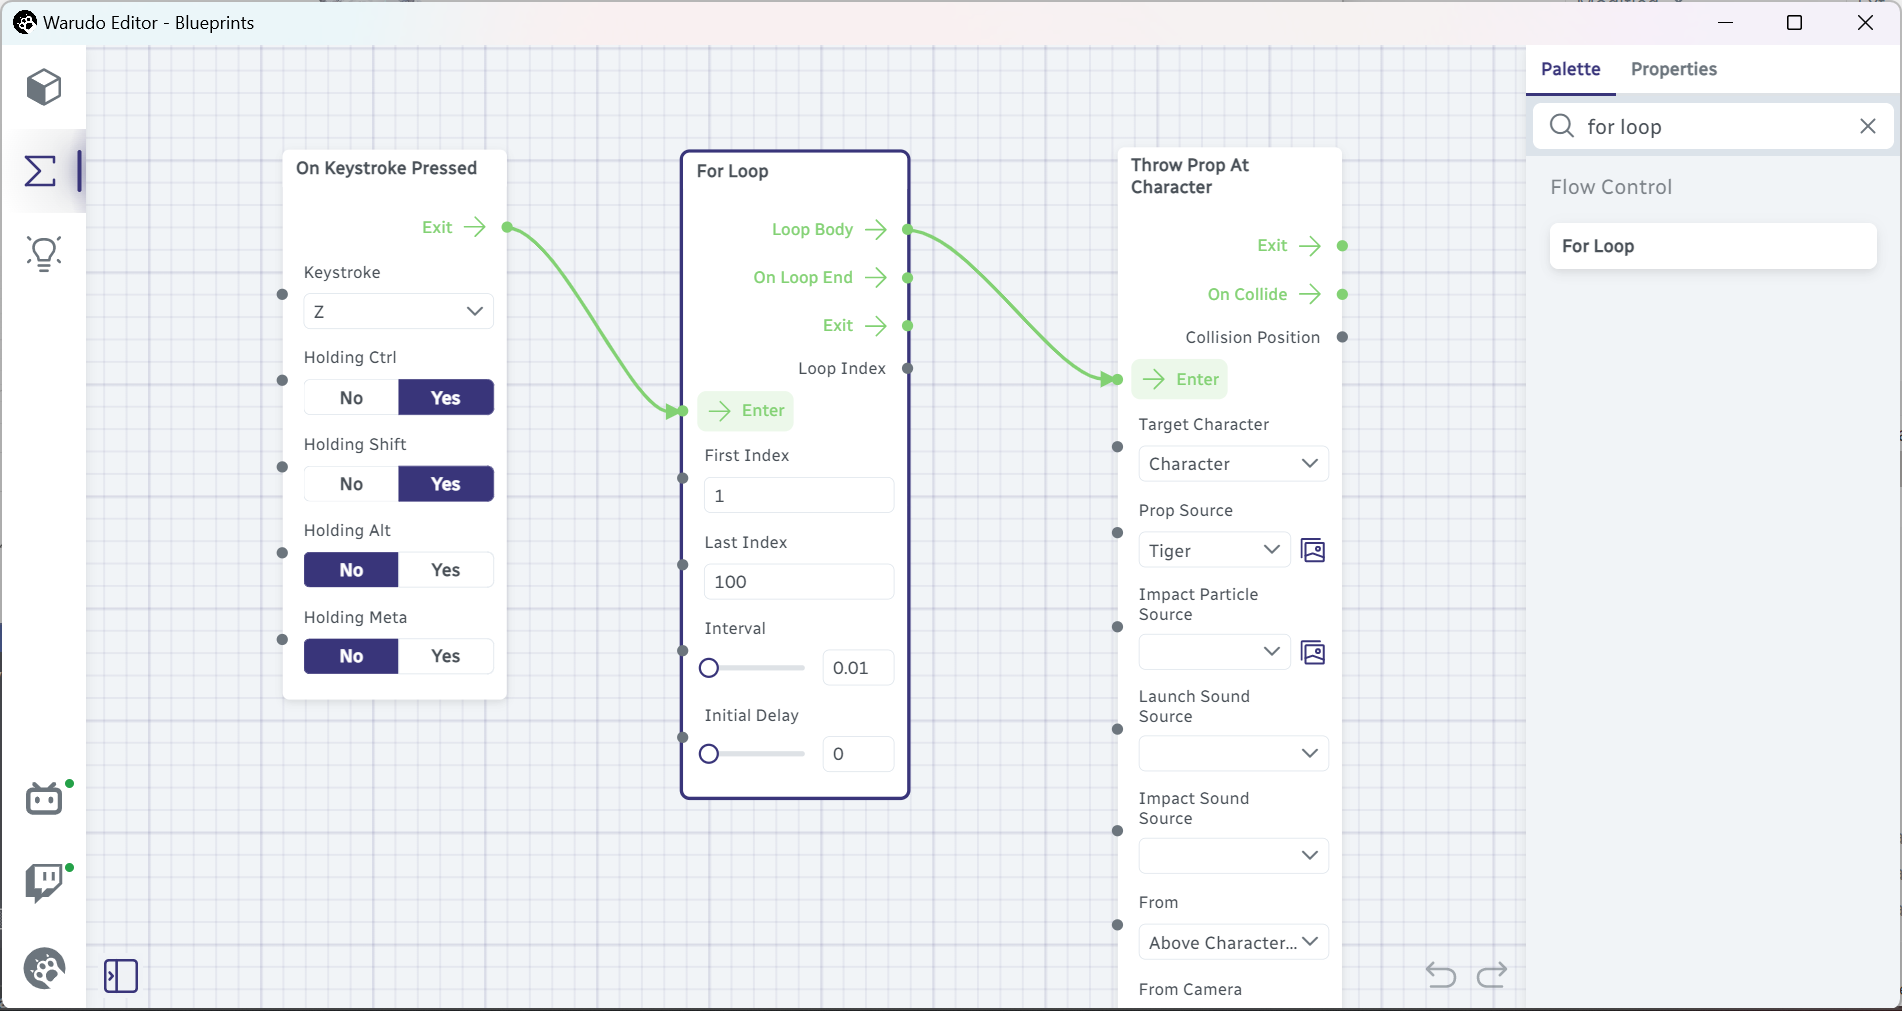 Warudo Editor - Blueprints
Palette
Properties
for loop
Flow Control
For Loop
On Keystroke Pressed
Exit
Keystroke
Z
Holding Ctrl
No
Yes
Holding Shift
No
Yes
Holding Alt
No
Yes
Holding Meta
No
Yes
For Loop
Loop Body
On Loop End
Exit
Loop Index
Enter
First Index
1
Last Index
100
Interval
0.01
Initial Delay
0
Throw Prop At
Character
Exit
On Collide
Collision Position
Enter
Target Character
Character
Prop Source
Tiger
Impact Particle
Source
Launch Sound
Source
Impact Sound
Source
From
Above Character...
From Camera